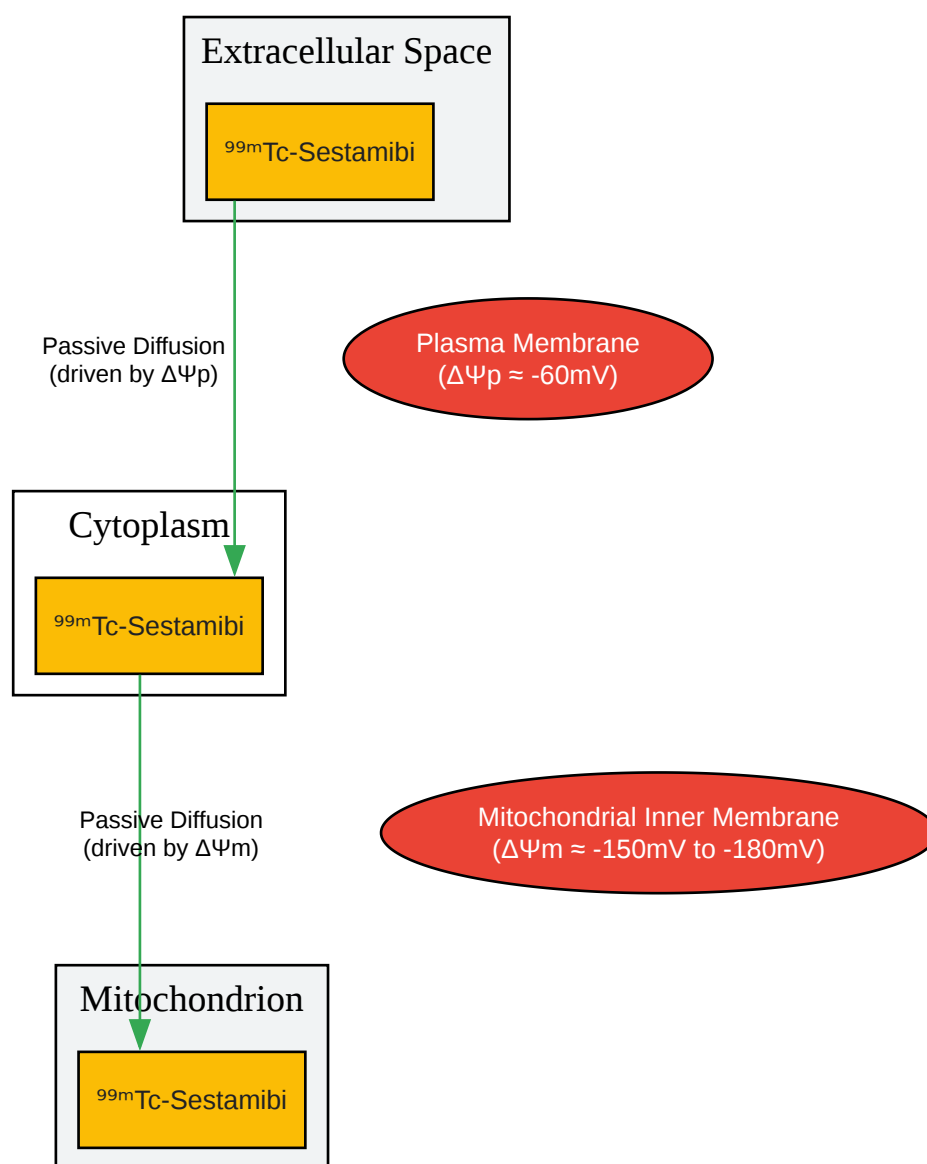 Extracellular Space
⁹⁹ᵐTc-Sestamibi
Passive Diffusion
(driven by ΔΨp)
Plasma Membrane
(ΔΨp ≈ -60mV)
Cytoplasm
⁹⁹ᵐTc-Sestamibi
Passive Diffusion
(driven by ΔΨm)
Mitochondrial Inner Membrane
(ΔΨm ≈ -150mV to -180mV)
Mitochondrion
⁹⁹ᵐTc-Sestamibi